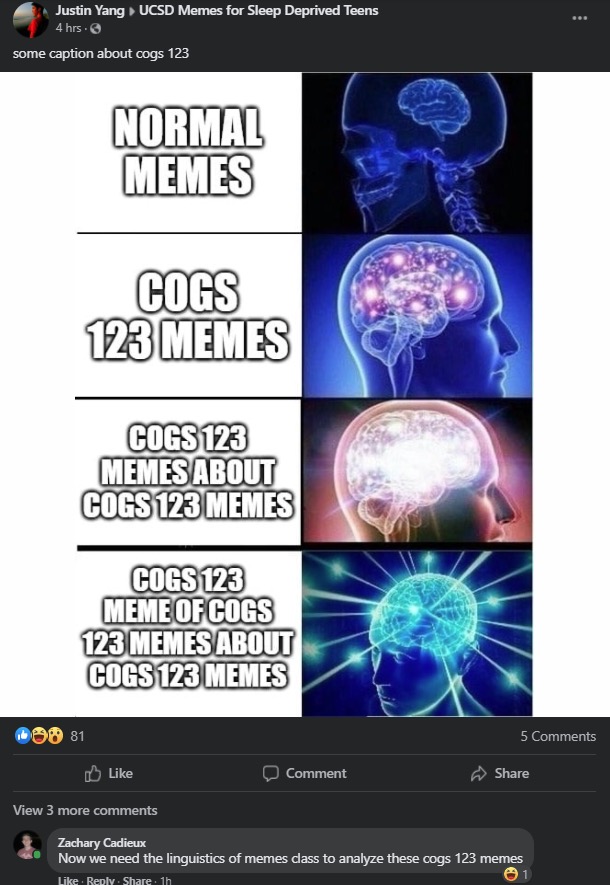 Justin Yang ▸ UCSD Memes for Sleep Deprived Teens
4 hrs ·
some caption about cogs 123
NORMAL
MEMES
COGS
123 MEMES
COGS 123
MEMES ABOUT
COGS 123 MEMES
COGS 123
MEME OF COGS
123 MEMES ABOUT
COGS 123 MEMES
81
5 Comments
Like
Comment
Share
View 3 more comments
Zachary Cadieux
Now we need the linguistics of memes class to analyze these cogs 123 memes
1
Like · Reply · Share · 1h